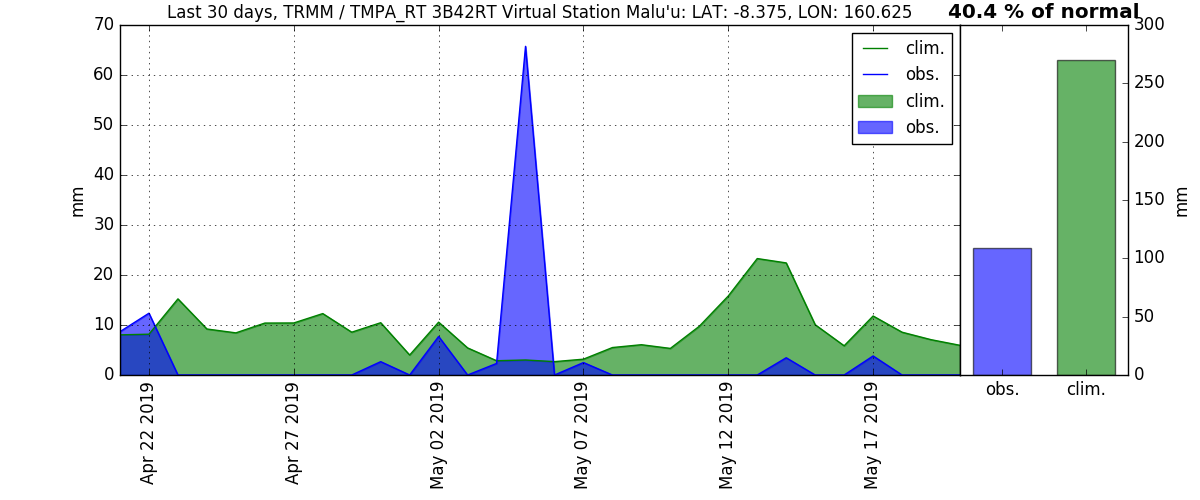 Last 30 days, TRMM / TMPA_RT 3B42RT Virtual Station Malu'u: LAT: -8.375, LON: 160.625
40.4 % of normal
70
60
50
40
30
20
10
0
mm
clim.
obs.
clim.
obs.
Apr 22 2019
Apr 27 2019
May 02 2019
May 07 2019
May 12 2019
May 17 2019
300
250
200
150
100
50
0
mm
obs.
clim.